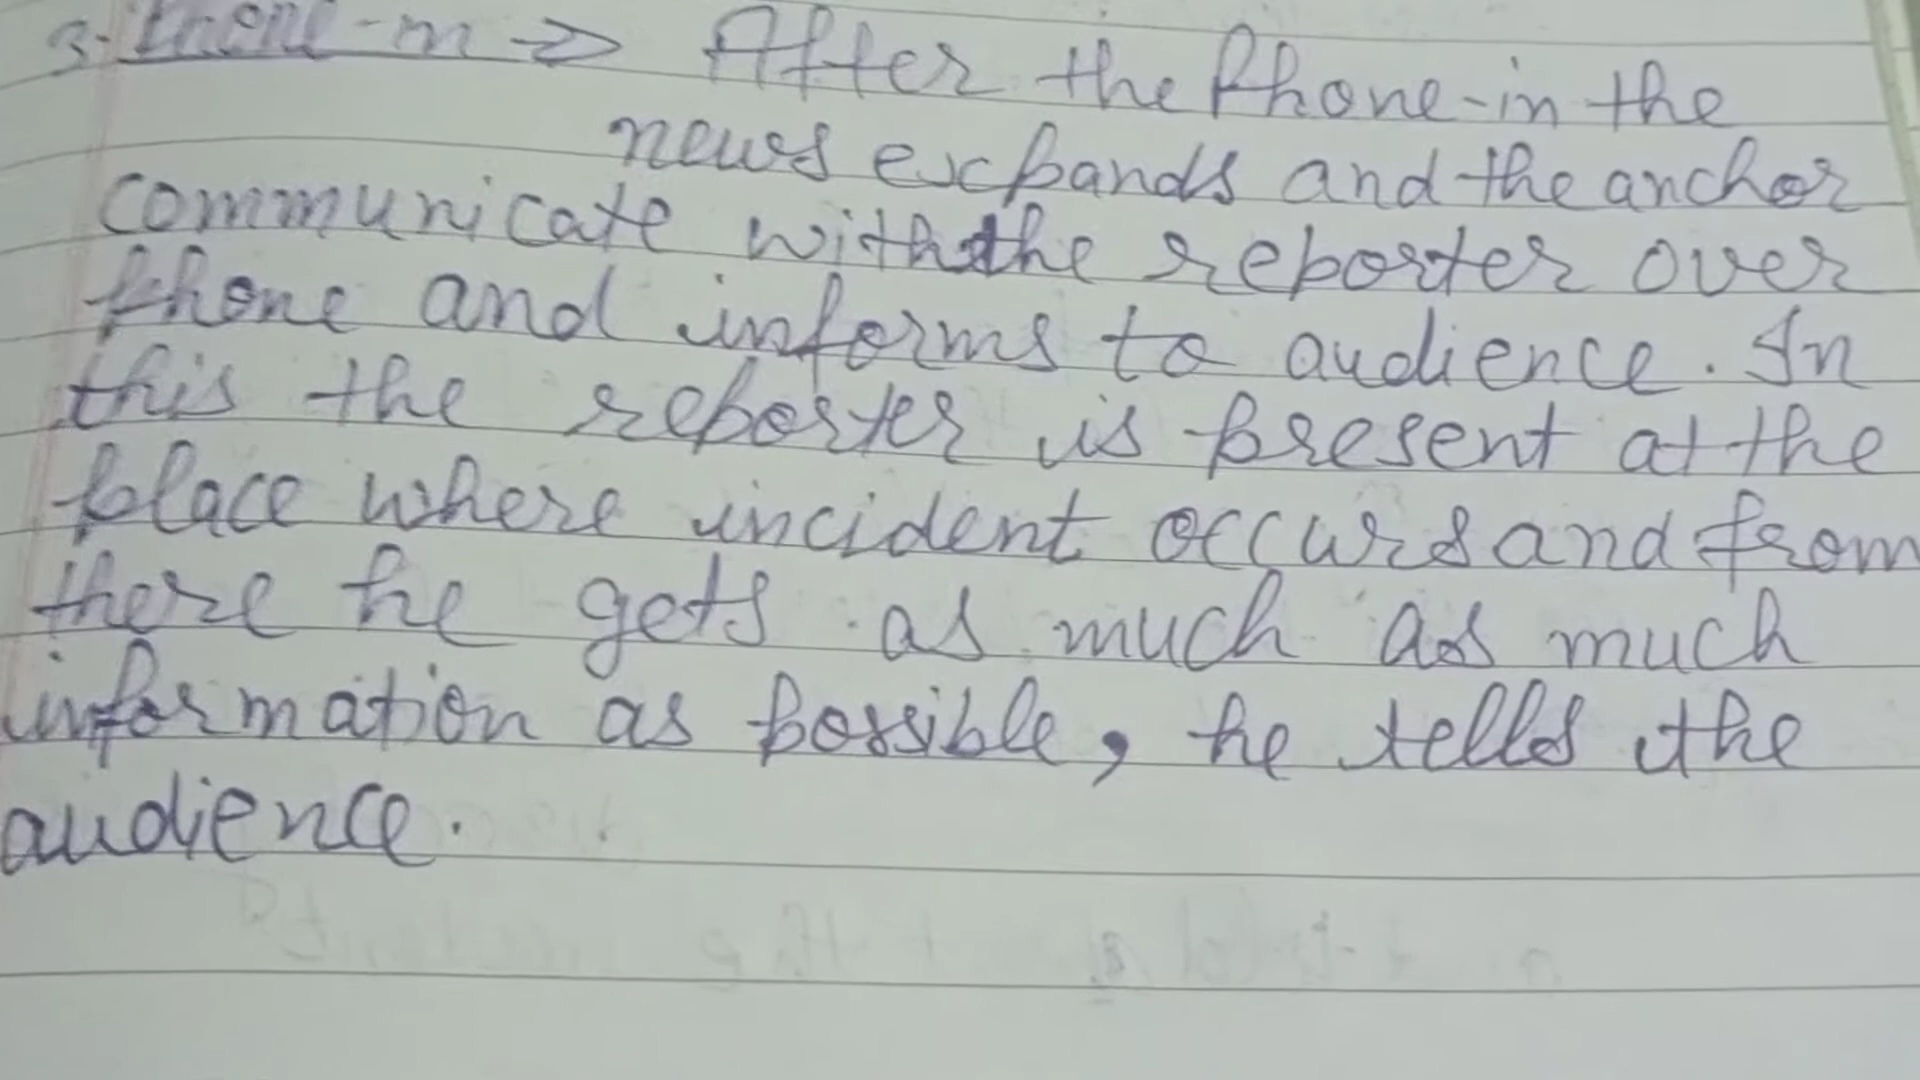 3. Phone-in => After the Phone-in the
news expands and the anchor
communicate with the reporter over
phone and informs to audience. In
this the reporter is present at the
place where incident occurs and from
there he gets as much as much
information as possible, he tells the
audience.